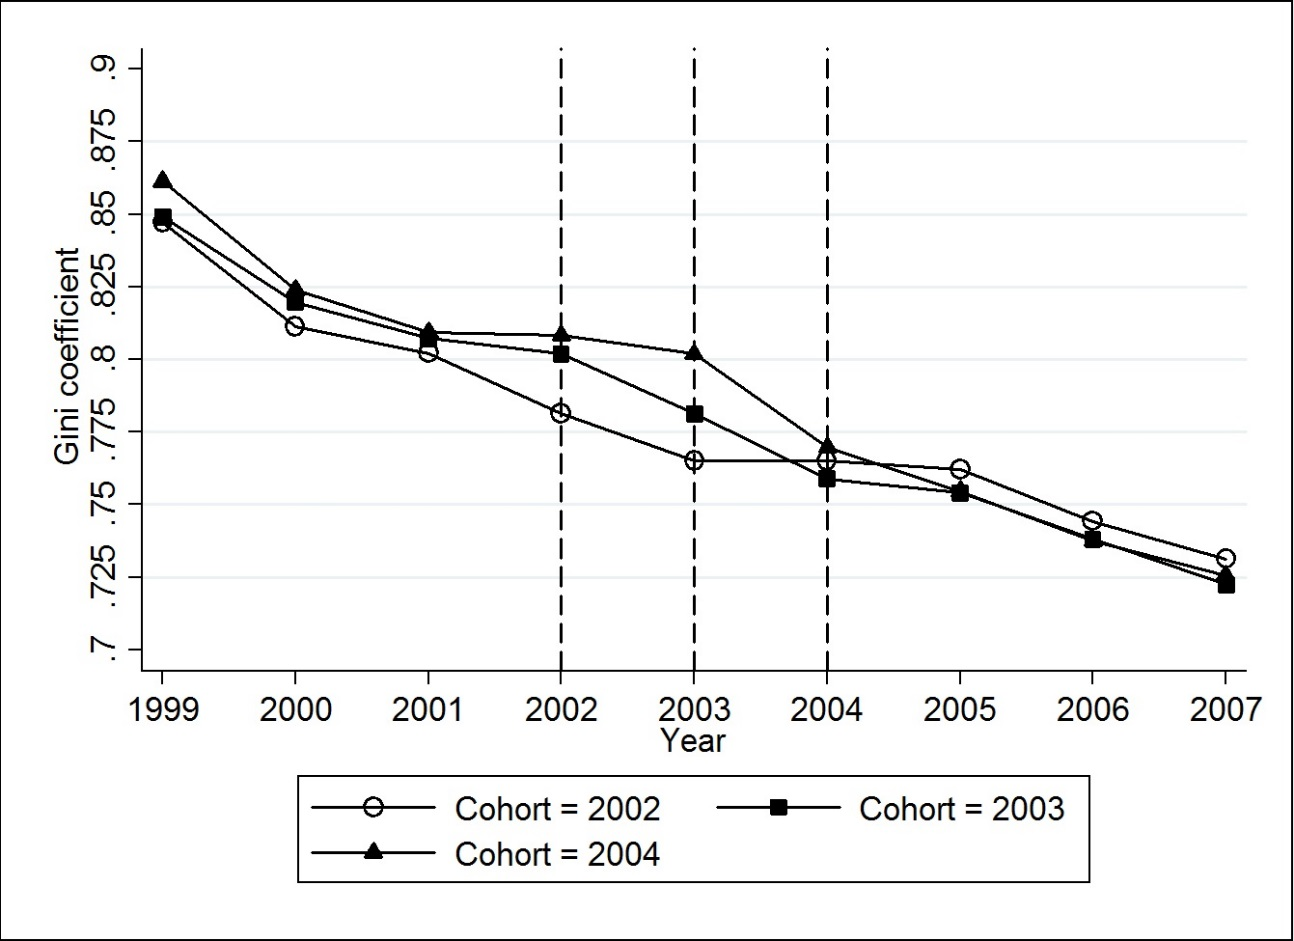 .9
.875
.85
.825
.8
.775
.75
.725
.7
Gini coefficient
1999 2000 2001 2002 2003 2004 2005 2006 2007
Year
Cohort = 2002 Cohort = 2003
Cohort = 2004